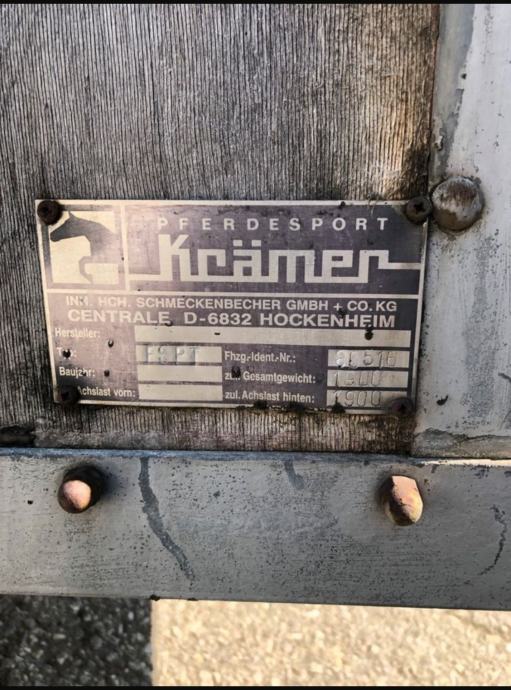 PFERDESPORT
Krämer
INH. HCH. SCHMECKENBECHER GMBH + CO. KG
CENTRALE D-6832 HOCKENHEIM
Hersteller:
Typ: Fhzg.-Ident.-Nr.:
Baujahr: zul. Gesamtgewicht:
Achslast vorn: zul. Achslast hinten: 1900